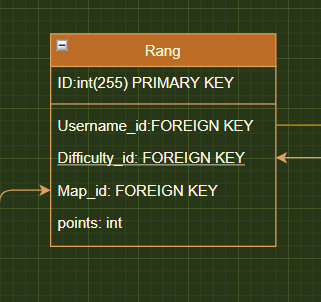 Rang
ID:int(255) PRIMARY KEY
Username_id:FOREIGN KEY
Difficulty_id: FOREIGN KEY
Map_id: FOREIGN KEY
points: int